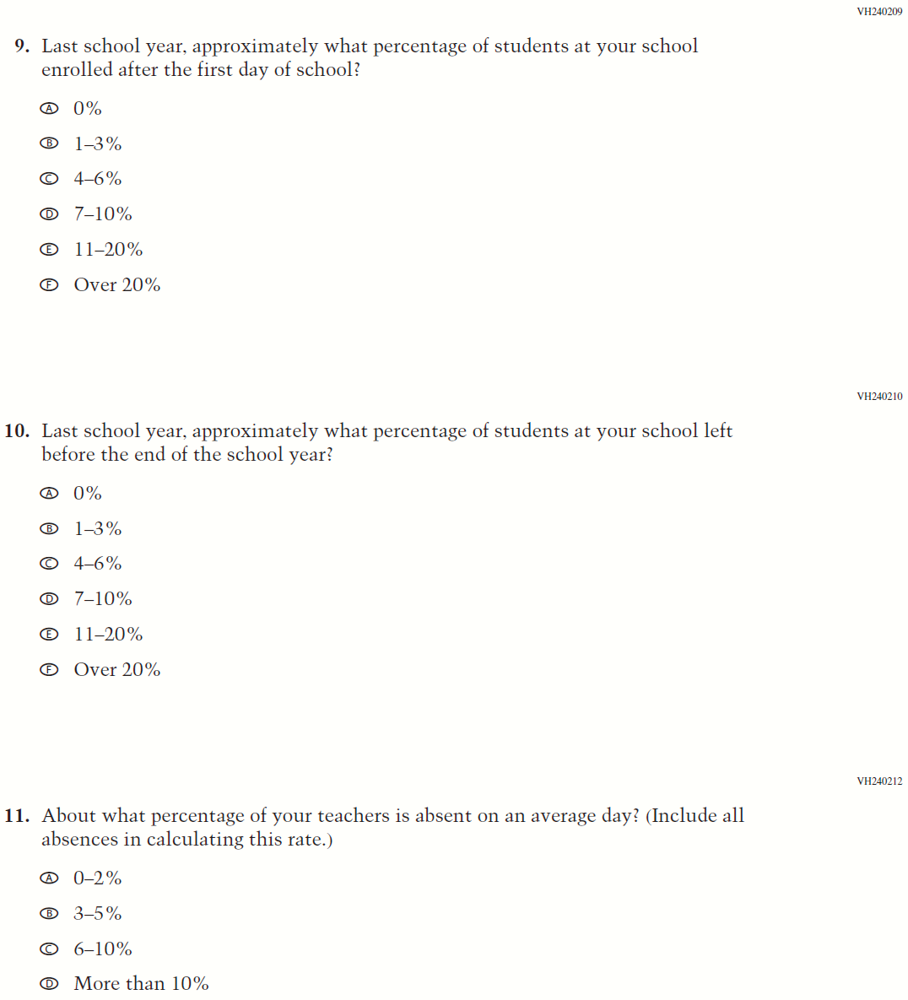 VH240209
9. Last school year, approximately what percentage of students at your school
enrolled after the first day of school?
A 0%
B 1–3%
C 4–6%
D 7–10%
E 11–20%
F Over 20%
VH240210
10. Last school year, approximately what percentage of students at your school left
before the end of the school year?
A 0%
B 1–3%
C 4–6%
D 7–10%
E 11–20%
F Over 20%
VH240212
11. About what percentage of your teachers is absent on an average day? (Include all
absences in calculating this rate.)
A 0–2%
B 3–5%
C 6–10%
D More than 10%